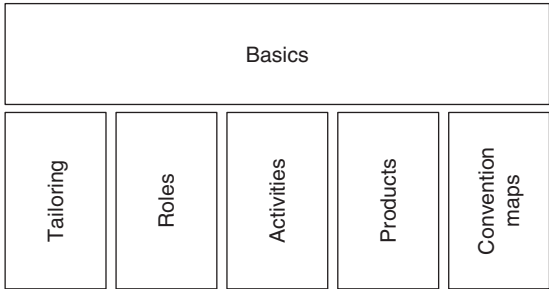 Basics
Tailoring
Roles
Activities
Products
Convention
maps